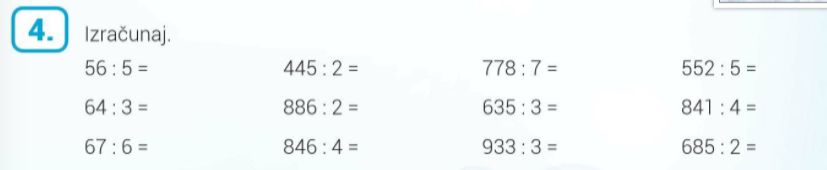 4. Izračunaj.
56 : 5 = 445 : 2 = 778 : 7 = 552 : 5 =
64 : 3 = 886 : 2 = 635 : 3 = 841 : 4 =
67 : 6 = 846 : 4 = 933 : 3 = 685 : 2 =